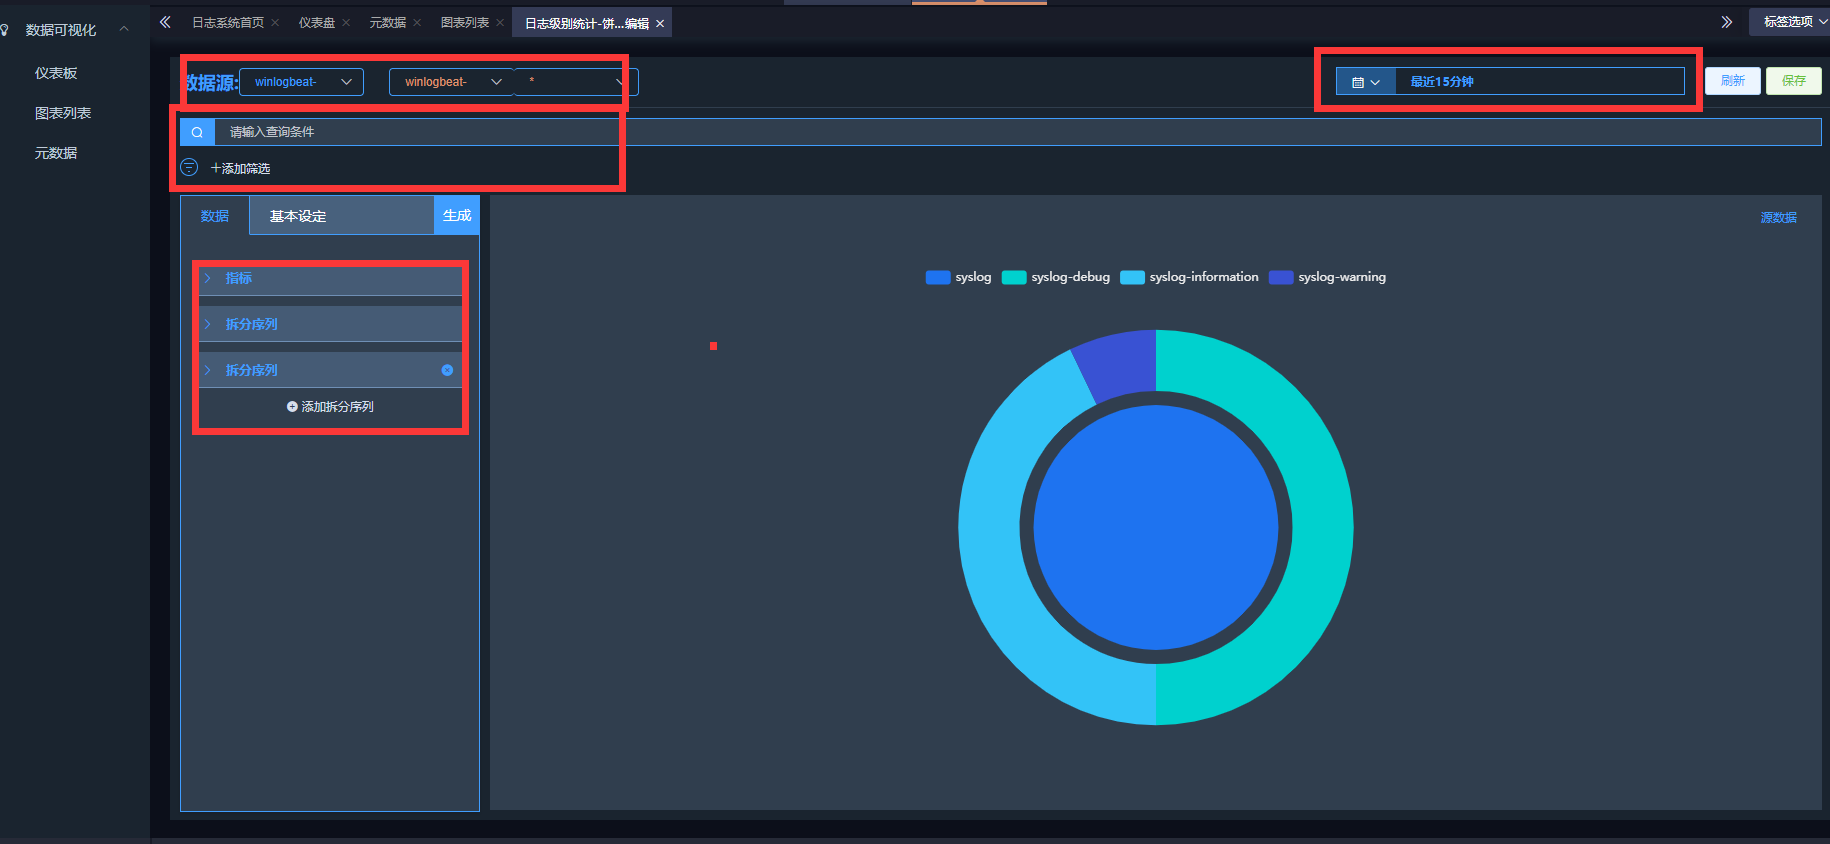 数据可视化
仪表板
图表列表
元数据
日志系统首页 仪表盘 元数据 图表列表 日志级别统计-饼...编辑 标签选项
数据源: winlogbeat- winlogbeat- * 最近15分钟 刷新 保存
请输入查询条件
+添加筛选
数据 基本设定 生成
源数据
指标
拆分序列
拆分序列
添加拆分序列
syslog syslog-debug syslog-information syslog-warning